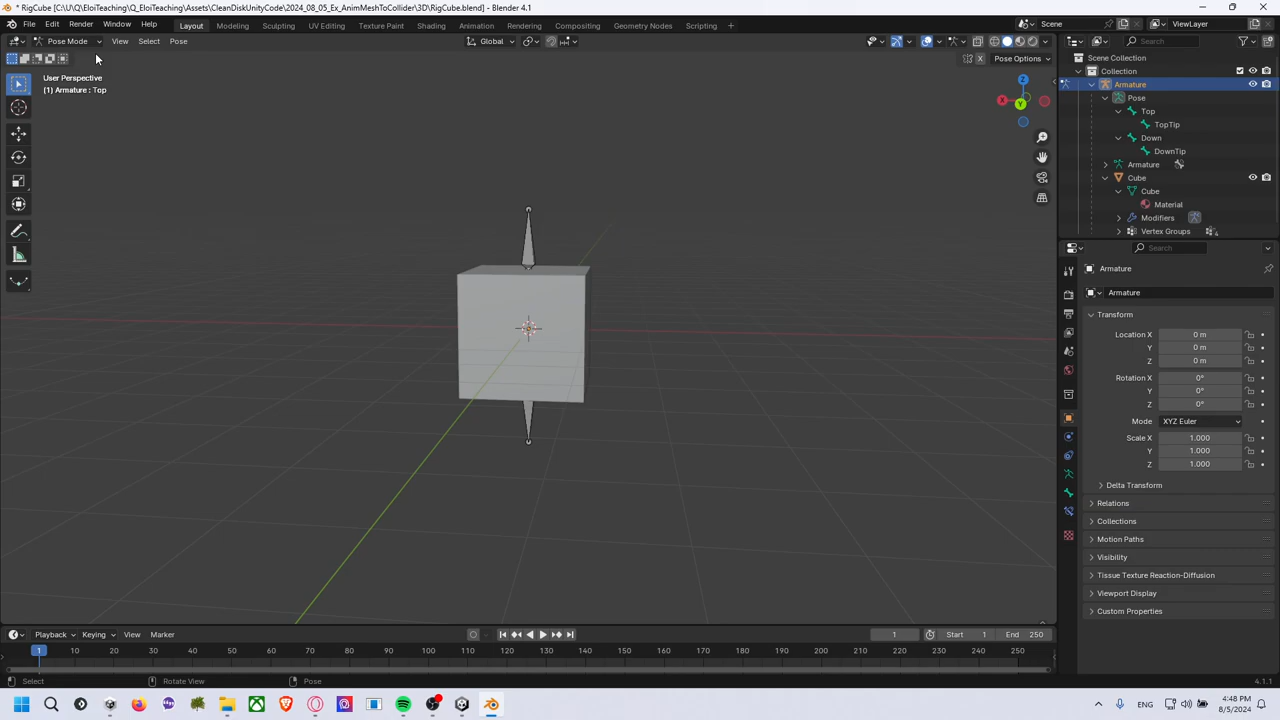 * RigCube [Q:\EloiTeaching\Q_EloiTeaching\Assets\CleanDiskUnityCode\2024_08_05_Ex_AnimMeshToCollider\3D\RigCube.blend] - Blender 4.1
File Edit Render Window Help Layout Modeling Sculpting UV Editing Texture Paint Shading Animation Rendering Compositing Geometry Nodes Scripting + Scene ViewLayer
Pose Mode View Select Pose Global Search
X Pose Options
User Perspective
(1) Armature : Top
Z
X
Y
Scene Collection
Collection
Armature
Pose
Top
TopTip
Down
DownTip
Armature
Cube
Cube
Material
Modifiers
Vertex Groups 4
Search
Armature
Armature
Transform
Location X 0 m
Y 0 m
Z 0 m
Rotation X 0°
Y 0°
Z 0°
Mode XYZ Euler
Scale X 1.000
Y 1.000
Z 1.000
Delta Transform
Relations
Collections
Motion Paths
Visibility
Tissue Texture Reaction-Diffusion
Viewport Display
Custom Properties
Playback Keying View Marker 1 Start 1 End 250
1 10 20 30 40 50 60 70 80 90 100 110 120 130 140 150 160 170 180 190 200 210 220 230 240 250
Select Rotate View Pose 4.1.1
ENG 4:48 PM
8/5/2024